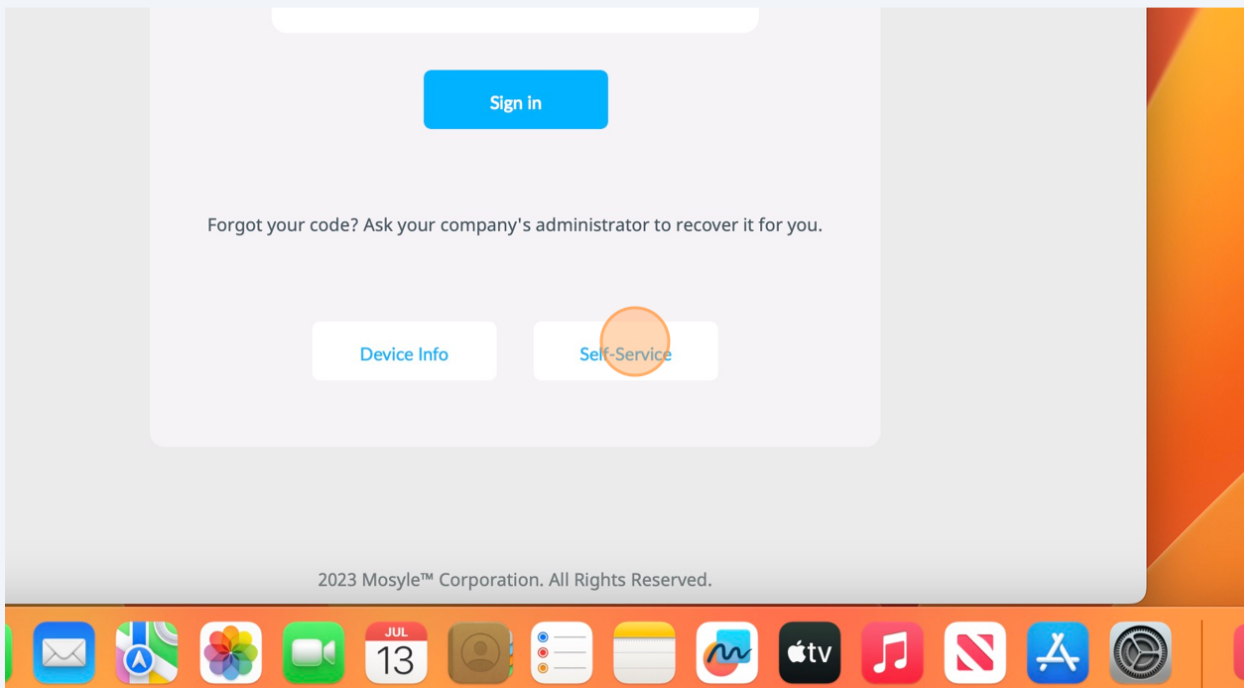 Sign in
Forgot your code? Ask your company's administrator to recover it for you.
Device Info
Self-Service
2023 Mosyle™ Corporation. All Rights Reserved.
JUL
13
tv